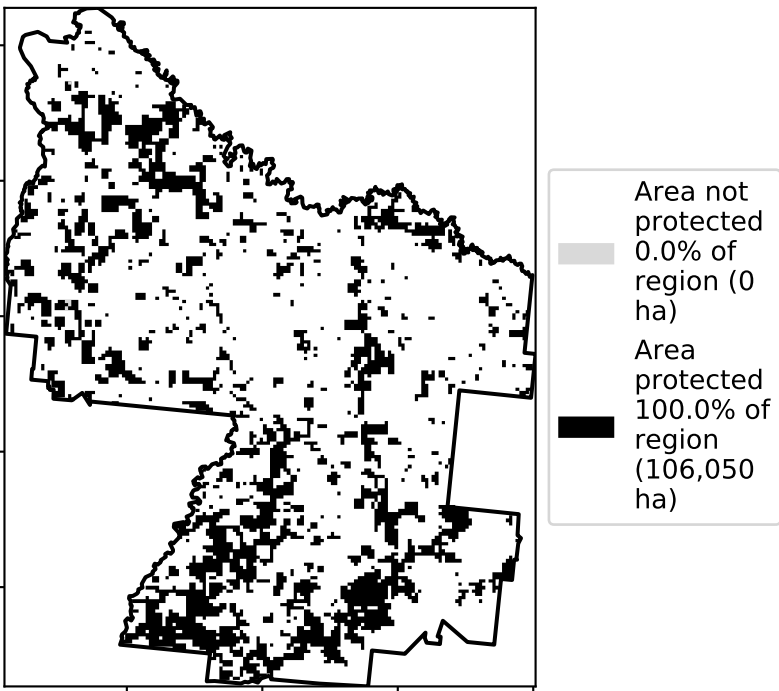 Area not
protected
0.0% of
region (0
ha)
Area
protected
100.0% of
region
(106,050
ha)